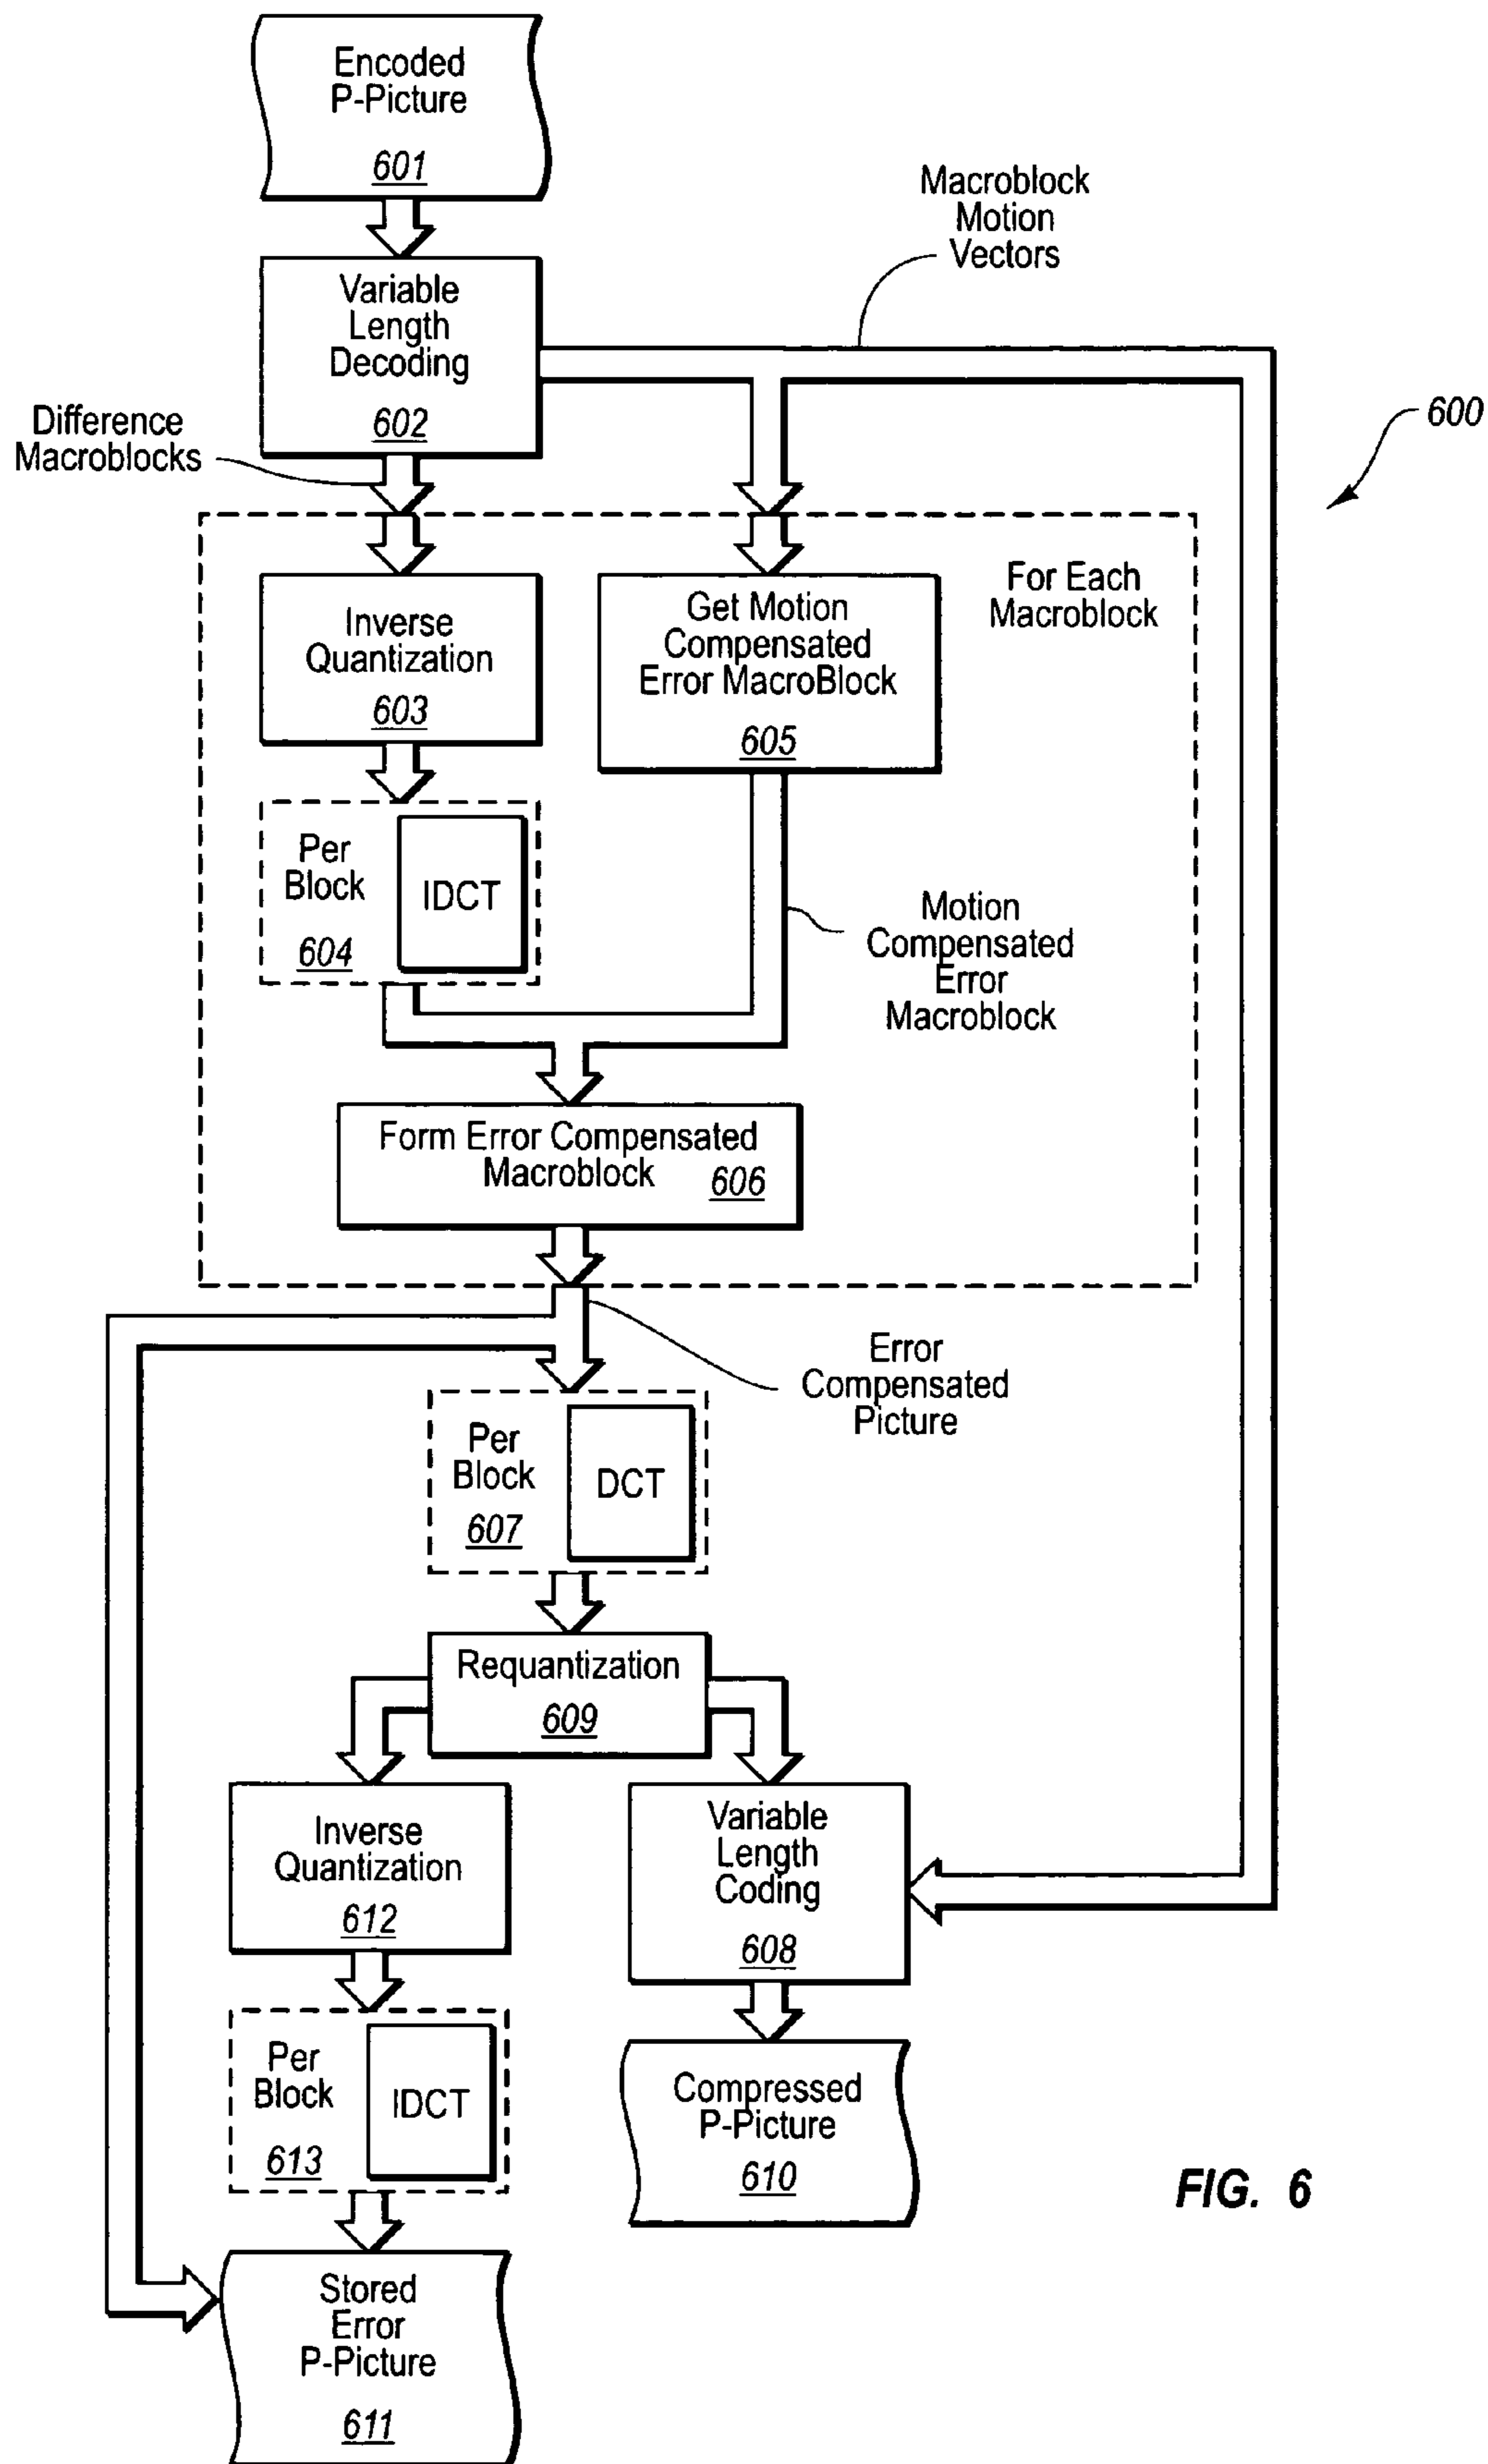 Encoded
P-Picture
601
Macroblock
Motion
Vectors
Variable
Length
Decoding
602
Difference
Macroblocks
600
For Each
Macroblock
Inverse
Quantization
603
Get Motion
Compensated
Error MacroBlock
605
Per
Block
604
IDCT
Motion
Compensated
Error
Macroblock
Form Error Compensated
Macroblock 606
Error
Compensated
Picture
Per
Block
607
DCT
Requantization
609
Inverse
Quantization
612
Variable
Length
Coding
608
Per
Block
613
IDCT
Compressed
P-Picture
610
FIG. 6
Stored
Error
P-Picture
611